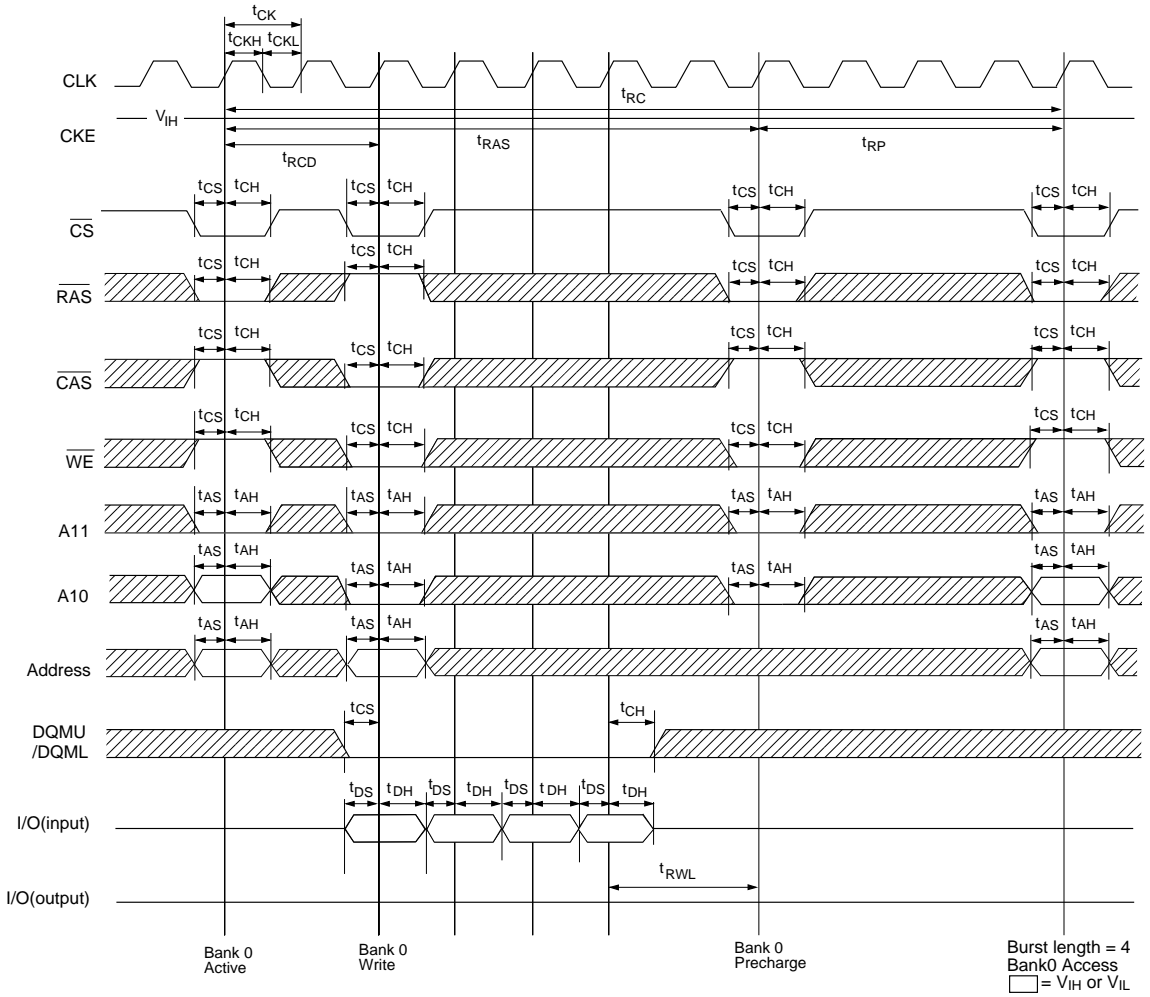 tCK
tCKH tCKL
CLK
tRC
VIH
CKE
tRAS tRP
tRCD
tCS tCH tCS tCH tCS tCH tCS tCH
CS
tCS tCH tCS tCH tCS tCH tCS tCH
RAS
tCS tCH tCS tCH tCS tCH tCS tCH
CAS
tCS tCH tCS tCH tCS tCH tCS tCH
WE
tAS tAH tAS tAH tAS tAH tAS tAH
A11
tAS tAH tAS tAH tAS tAH tAS tAH
A10
tAS tAH tAS tAH tAS tAH
Address
tCS tCH
DQMU
/DQML
tDS tDH tDS tDH tDS tDH tDS tDH
I/O(input)
tRWL
I/O(output)
Bank 0
Active
Bank 0
Write
Bank 0
Precharge
Burst length = 4
Bank0 Access
= VIH or VIL